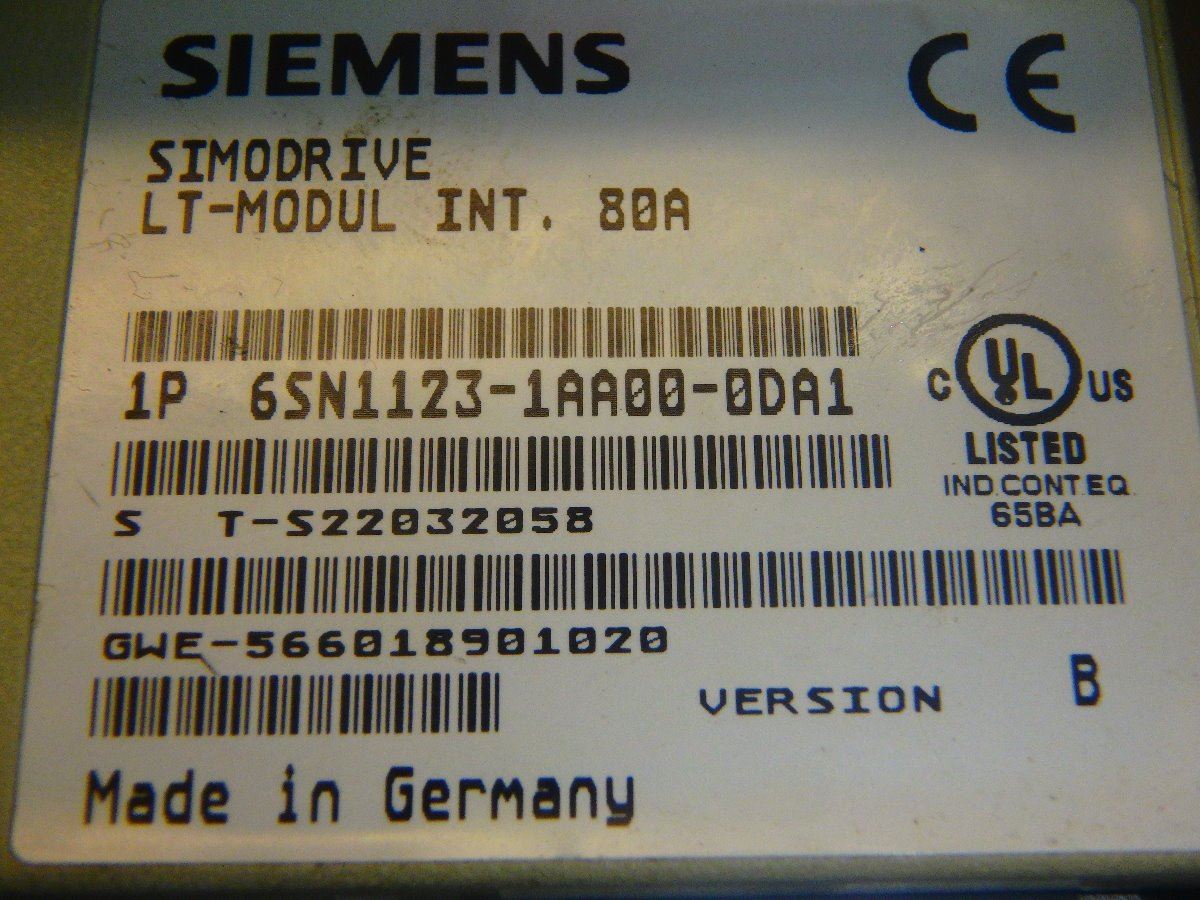 SIEMENS
CE
SIMODRIVE
LT-MODUL INT. 80A
1P 6SN1123-1AA00-0DA1
C UL US
LISTED
IND.CONT.EQ.
65BA
S T-S22032058
GWE-566018901020
VERSION B
Made in Germany